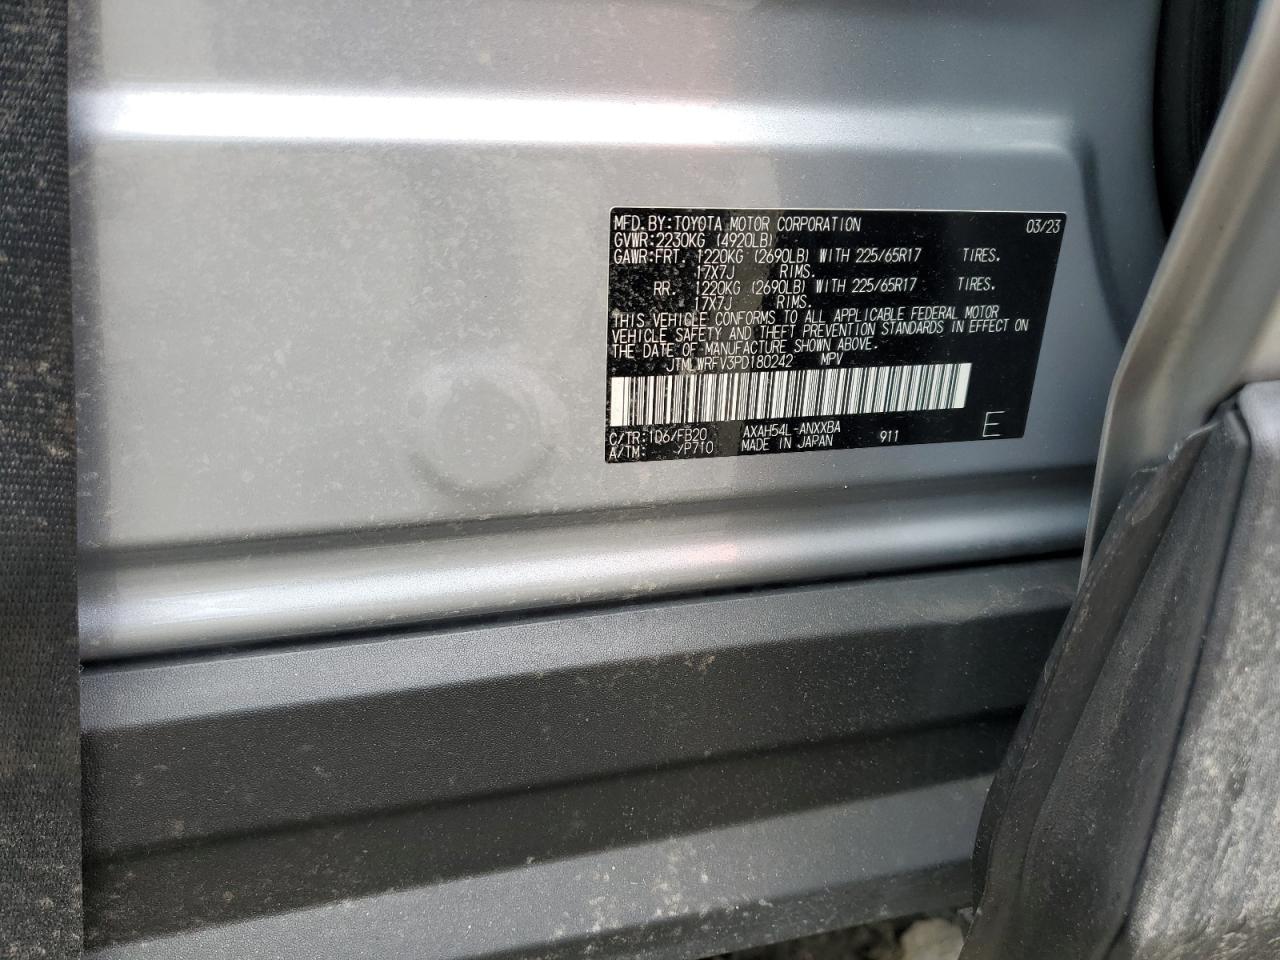 MFD. BY: TOYOTA MOTOR CORPORATION 03/23
GVWR: 2230KG (4920LB)
GAWR: FRT. 1220KG (2690LB) WITH 225/65R17 TIRES.
17X7J RIMS.
RR. 1220KG (2690LB) WITH 225/65R17 TIRES.
17X7J RIMS.
THIS VEHICLE CONFORMS TO ALL APPLICABLE FEDERAL MOTOR
VEHICLE SAFETY AND THEFT PREVENTION STANDARDS IN EFFECT ON
THE DATE OF MANUFACTURE SHOWN ABOVE.
JTMLWRFV3PD180242 MPV
C/TR: 1D6/FB20 AXAH54L-ANXXBA
A/TM: /P710 MADE IN JAPAN 911 E